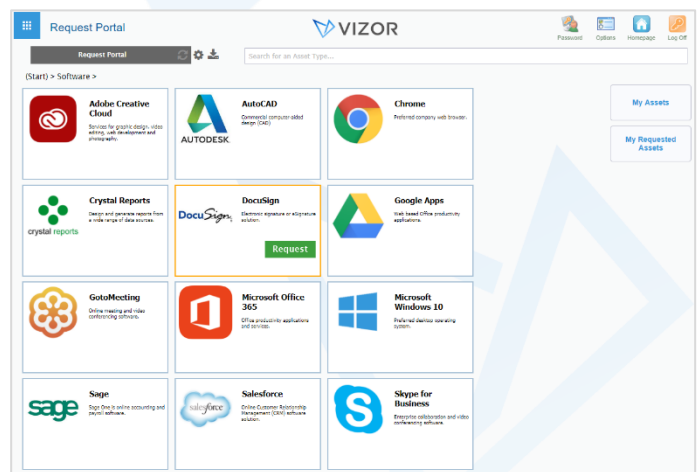 Request Portal
VIZOR
Password
Options
Homepage
Log Off
Request Portal
Search for an Asset Type...
(Start) > Software >
Adobe Creative
Cloud
Services for graphic design, video
editing, web development and
photography.
AUTODESK
AutoCAD
Commercial computer aided
design (CAD)
Chrome
Preferred company web browser.
My Assets
My Requested
Assets
crystal reports
Crystal Reports
Design and generate reports from
a wide range of data sources.
DocuSign
DocuSign
Electronic signature or eSignature
solution.
Request
Google Apps
Web based Office productivity
applications.
GotoMeeting
Online meeting and video
conferencing software.
Microsoft Office
365
Office productivity applications
and services.
Microsoft
Windows 10
Preferred desktop operating
system.
sage
Sage
Sage One is online accounting and
payroll software.
salesforce
Salesforce
Online Customer Relationship
Management (CRM) software
solution.
Skype for
Business
Enterprise collaboration and video
conferencing software.